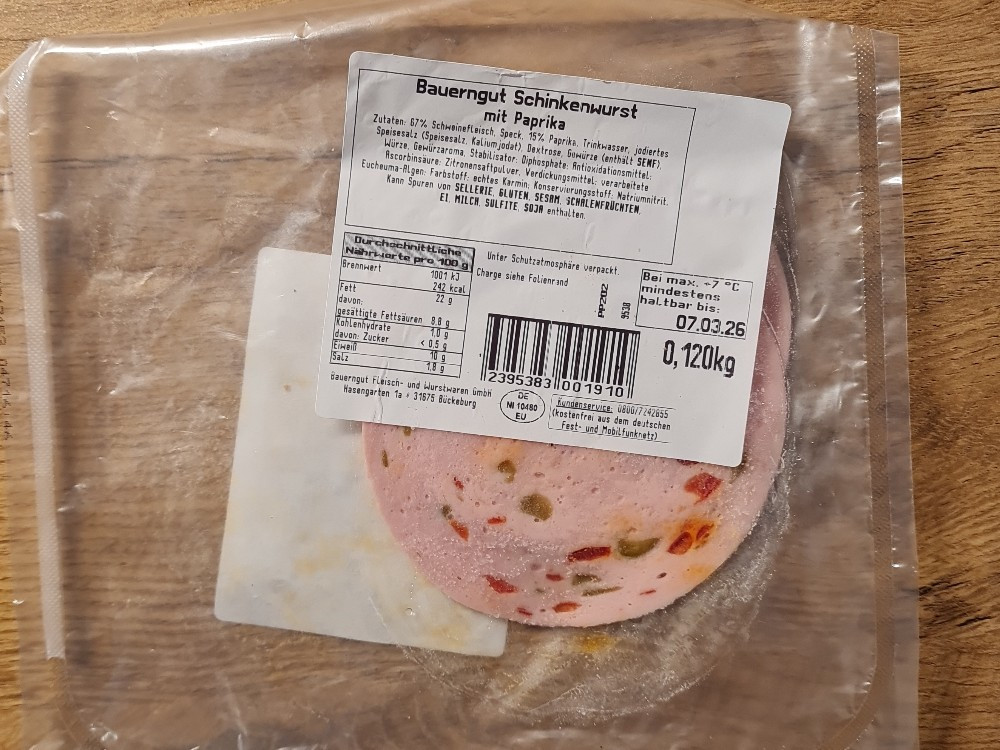 Bauerngut Schinkenwurst
mit Paprika
Zutaten: 67% Schweinefleisch, Speck, 15% Paprika, Trinkwasser, jodiertes
Speisesalz (Speisesalz, Kaliumjodat), Dextrose, Gewürze (enthält SENF),
Würze, Gewürzaroma, Stabilisator: Diphosphate; Antioxidationsmittel:
Ascorbinsäure; Zitronensaftpulver, Verdickungsmittel: verarbeitete
Eucheuma-Algen; Farbstoff: echtes Karmin; Konservierungsstoff: Natriumnitrit.
Kann Spuren von SELLERIE, GLUTEN, SESAM, SCHALENFRÜCHTEN,
EI, MILCH, SULFITE, SOJA enthalten.
Durchschnittliche
Nährwerte pro 100 g
Brennwert
1001 kJ
242 kcal
Fett 22 g
davon:
gesättigte Fettsäuren 8,8 g
Kohlenhydrate 1,0 g
davon: Zucker < 0,5 g
Eiweiß 10 g
Salz 1,8 g
Unter Schutzatmosphäre verpackt.
Charge siehe Folienrand
PP202
9538
Bei max. +7 °C
mindestens
haltbar bis:
07.03.26
0,120kg
2395383 001910
Bauerngut Fleisch- und Wurstwaren GmbH
Hasengarten 1a · 31675 Bückeburg
DE
NI 10480
EU
Kundenservice: 0800/7242855
(kostenfrei aus dem deutschen
Fest- und Mobilfunknetz)